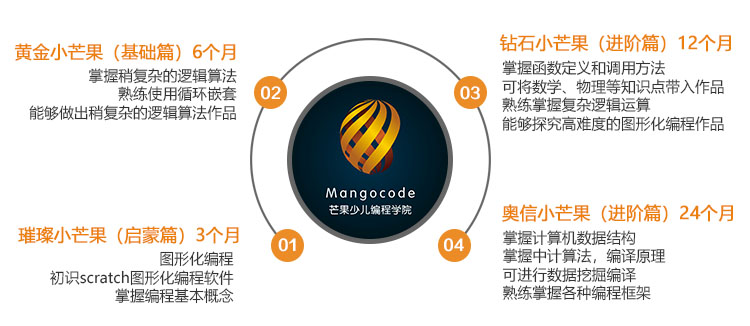 黄金小芒果（基础篇）6个月
掌握稍复杂的逻辑算法
熟练使用循环嵌套
能够做出稍复杂的逻辑算法作品
02
钻石小芒果（进阶篇）12个月
掌握函数定义和调用方法
可将数学、物理等知识点带入作品
熟练掌握复杂逻辑运算
能够探究高难度的图形化编程作品
03
Mangocode
芒果少儿编程学院
璀璨小芒果（启蒙篇）3个月
图形化编程
初识scratch图形化编程软件
掌握编程基本概念
01
奥信小芒果（进阶篇）24个月
掌握计算机数据结构
掌握中计算法，编译原理
可进行数据挖掘编译
熟练掌握各种编程框架
04